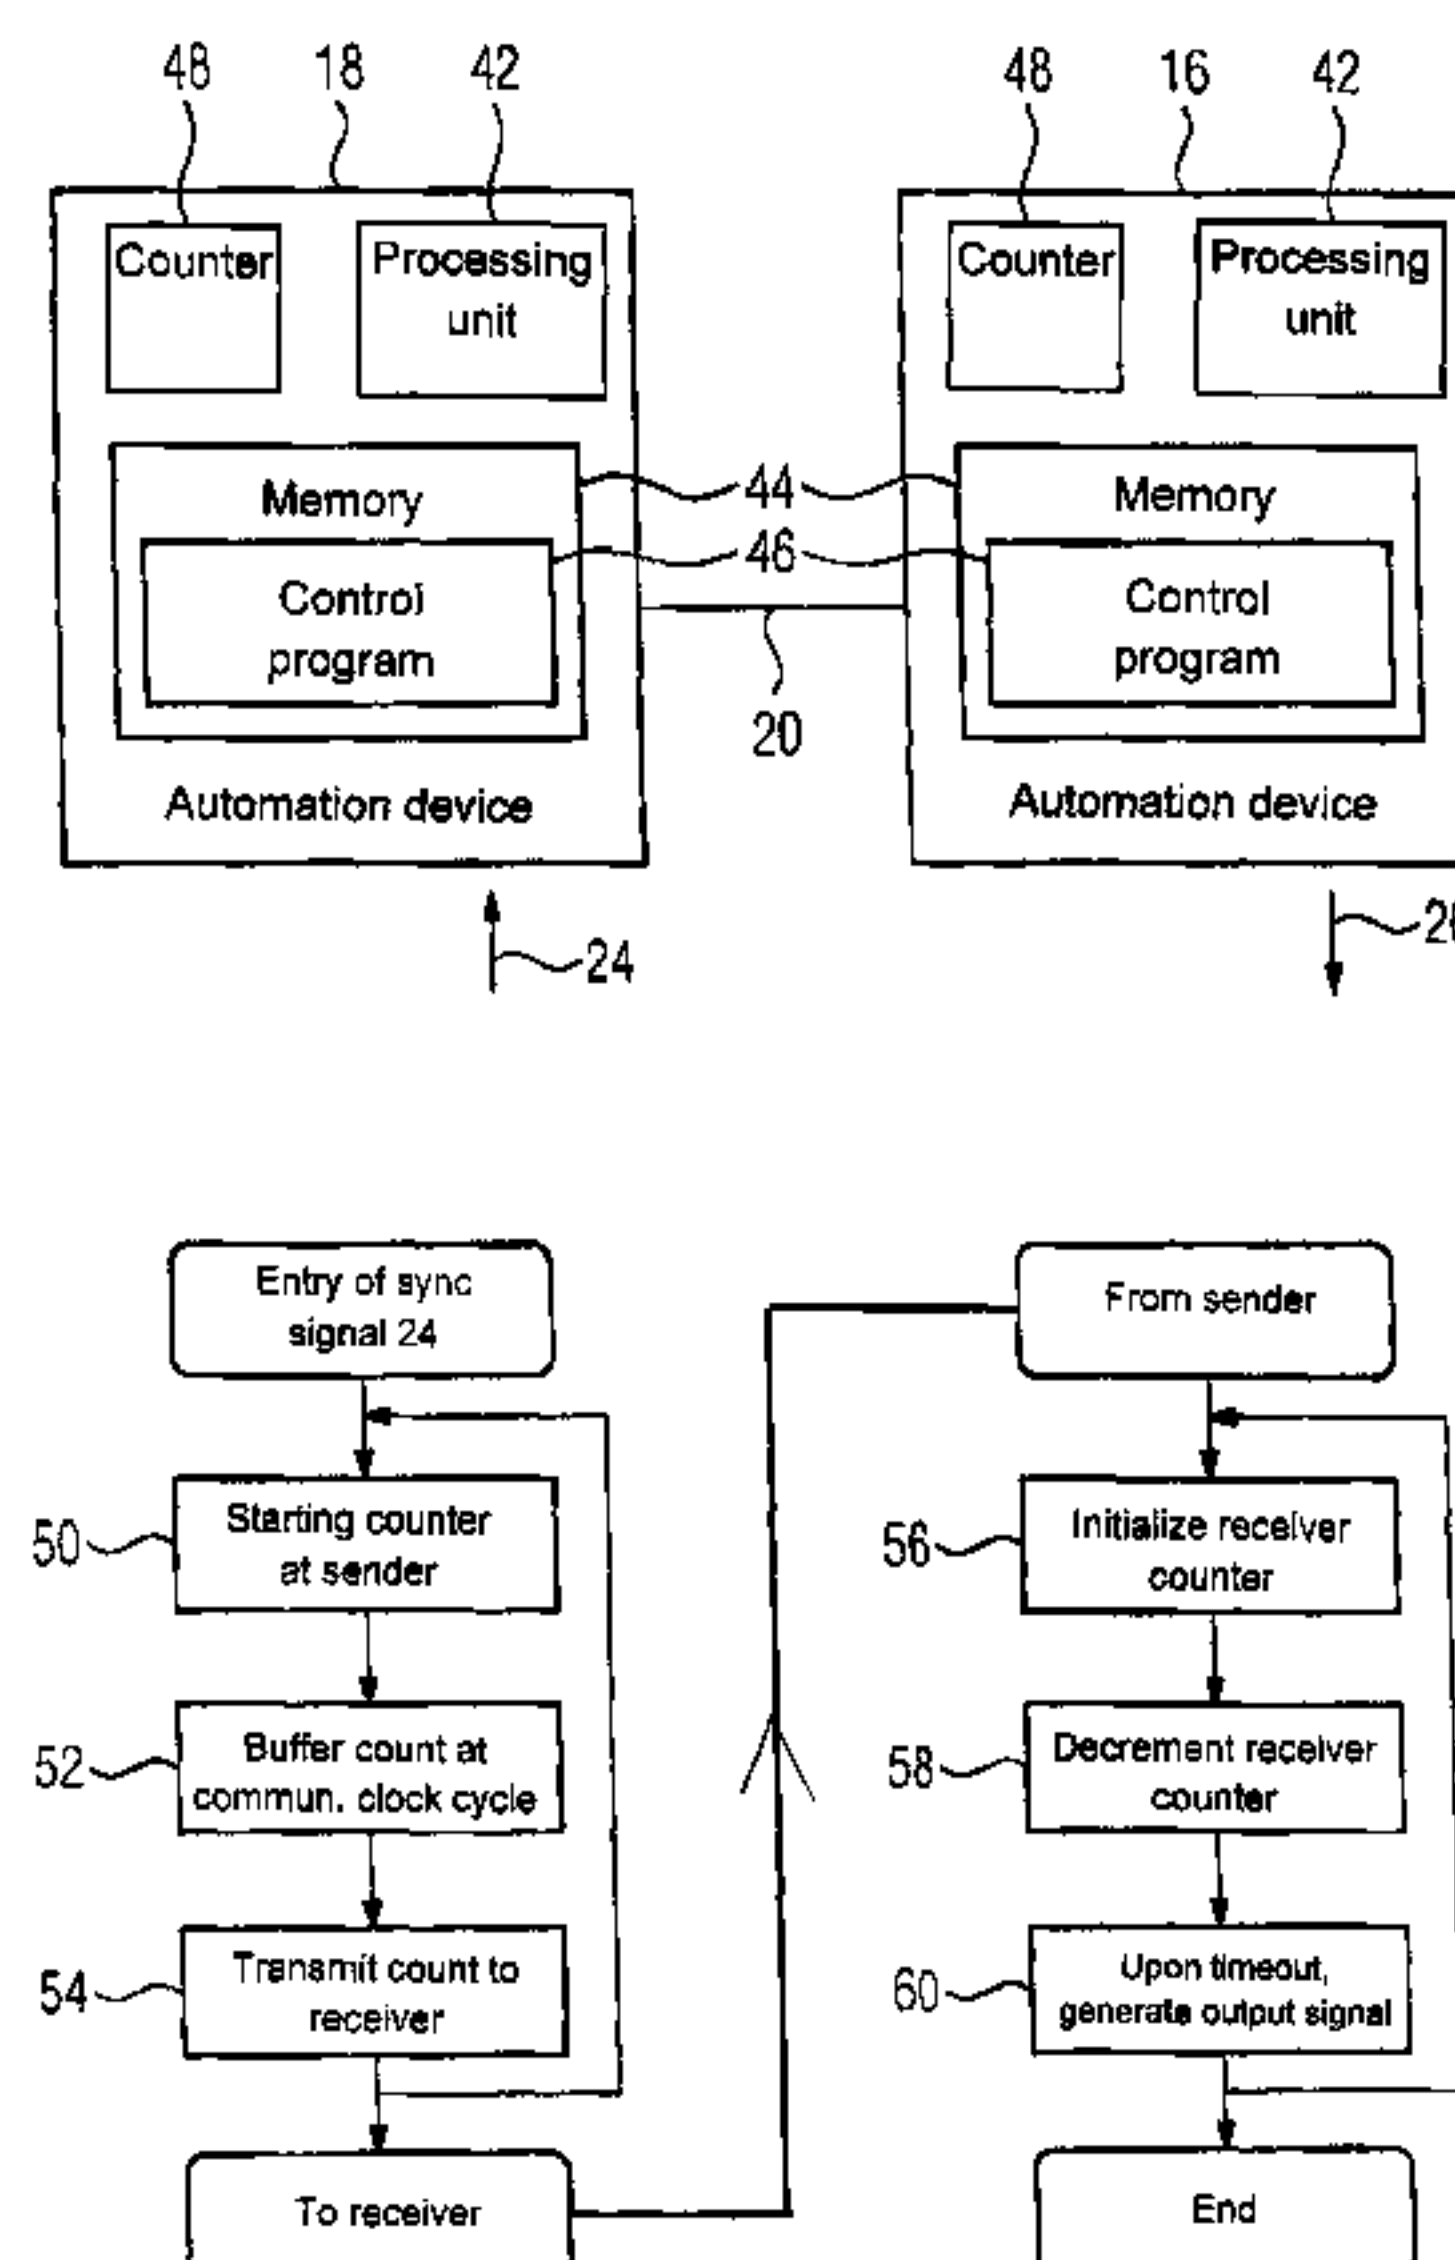 48 18 42
48 16 42
Counter
Processing
unit
Counter
Processing
unit
Memory
44
Memory
46
Control
program
Control
program
20
Automation device
Automation device
24
Entry of sync
signal 24
From sender
50
Starting counter
at sender
56
Initialize receiver
counter
52
Buffer count at
commun. clock cycle
58
Decrement receiver
counter
54
Transmit count to
receiver
60
Upon timeout,
generate output signal
To receiver
End